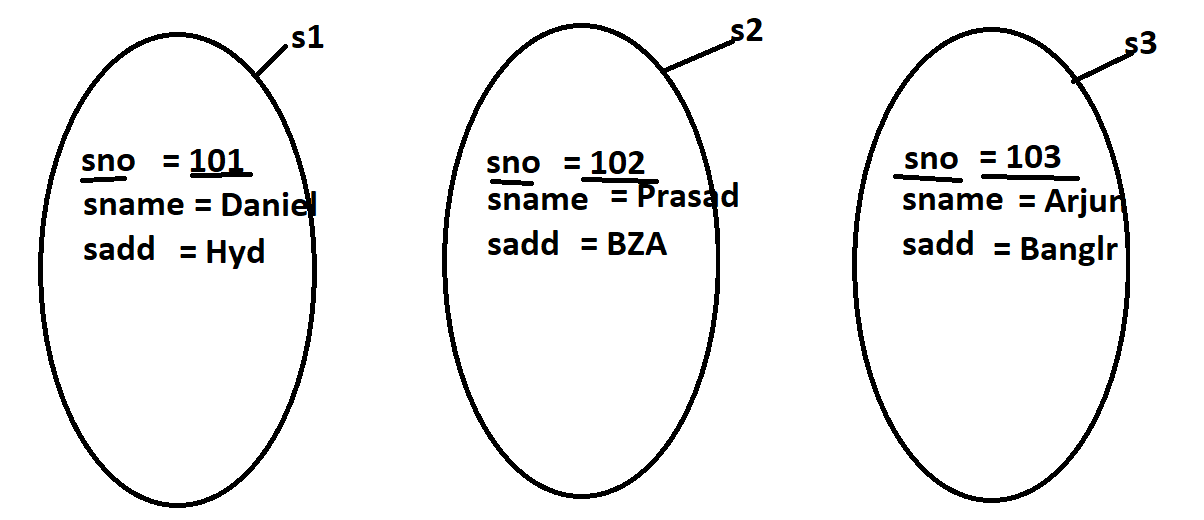 s1
sno = 101
sname = Daniel
sadd = Hyd
s2
sno = 102
sname = Prasad
sadd = BZA
s3
sno = 103
sname = Arjun
sadd = Banglr